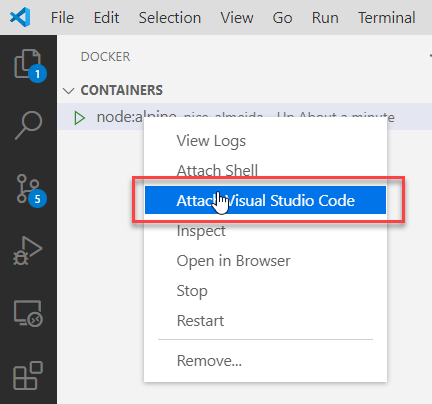 File Edit Selection View Go Run Terminal
DOCKER
CONTAINERS
node:alpine nice_almeida - Up About a minute
View Logs
Attach Shell
Attach Visual Studio Code
Inspect
Open in Browser
Stop
Restart
Remove...
1
5